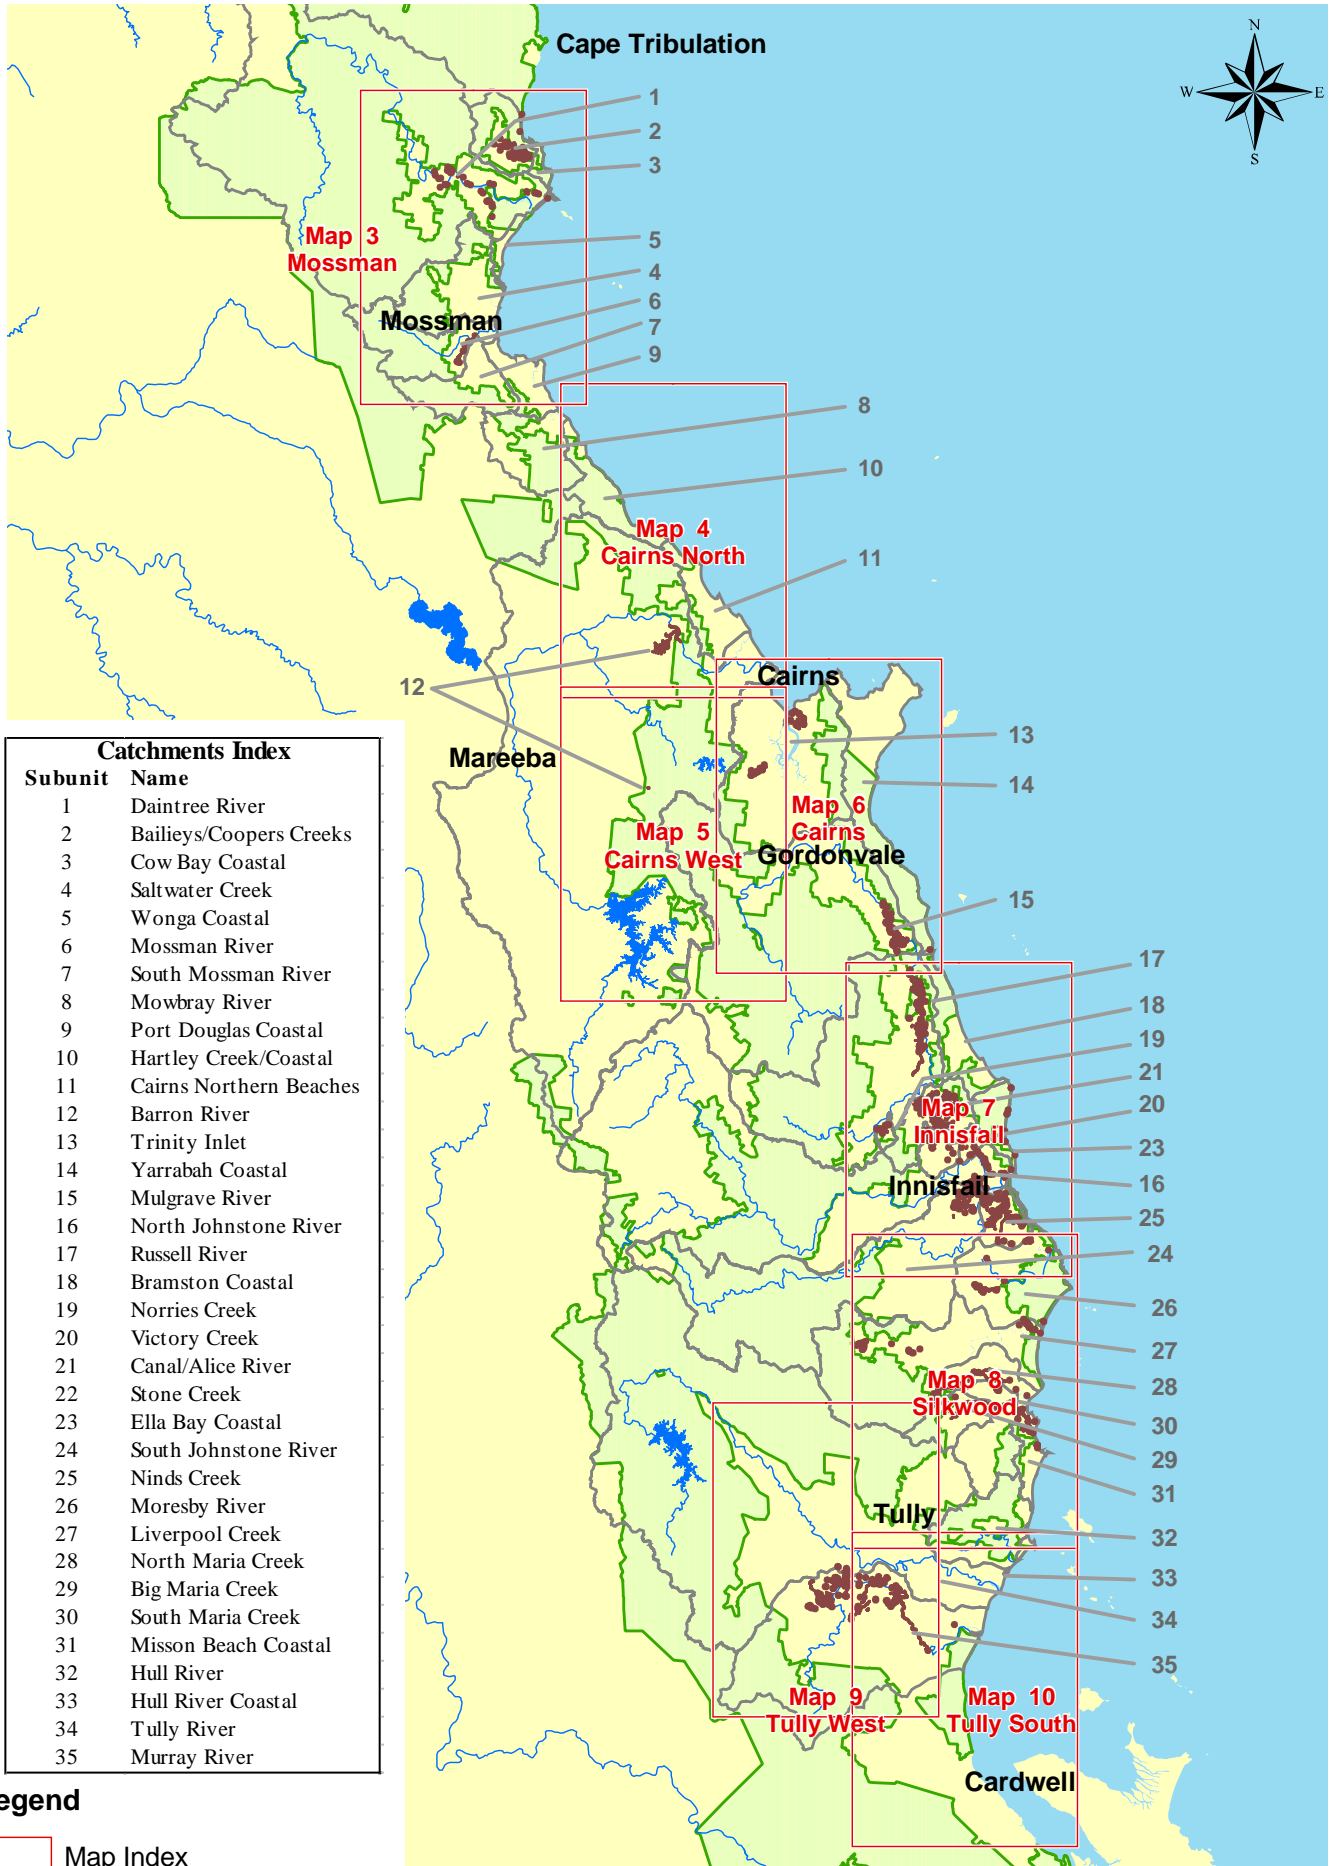 Cape Tribulation
N
W
E
S
1
2
3
5
4
6
7
9
8
10
11
12
13
14
15
17
18
19
21
20
23
16
25
24
26
27
28
30
29
31
32
33
34
35
Map 3
Mossman
Mossman
Map 4
Cairns North
Cairns
Mareeba
Map 5
Cairns West
Map 6
Cairns
Gordonvale
Map 7
Innisfail
Innisfail
Map 8
Silkwood
Tully
Map 9
Tully West
Map 10
Tully South
Cardwell
Catchments Index
Subunit Name
1 Daintree River
2 Bailieys/Coopers Creeks
3 Cow Bay Coastal
4 Saltwater Creek
5 Wonga Coastal
6 Mossman River
7 South Mossman River
8 Mowbray River
9 Port Douglas Coastal
10 Hartley Creek/Coastal
11 Cairns Northern Beaches
12 Barron River
13 Trinity Inlet
14 Yarrabah Coastal
15 Mulgrave River
16 North Johnstone River
17 Russell River
18 Bramston Coastal
19 Norries Creek
20 Victory Creek
21 Canal/Alice River
22 Stone Creek
23 Ella Bay Coastal
24 South Johnstone River
25 Ninds Creek
26 Moresby River
27 Liverpool Creek
28 North Maria Creek
29 Big Maria Creek
30 South Maria Creek
31 Misson Beach Coastal
32 Hull River
33 Hull River Coastal
34 Tully River
35 Murray River
egend
Map Index